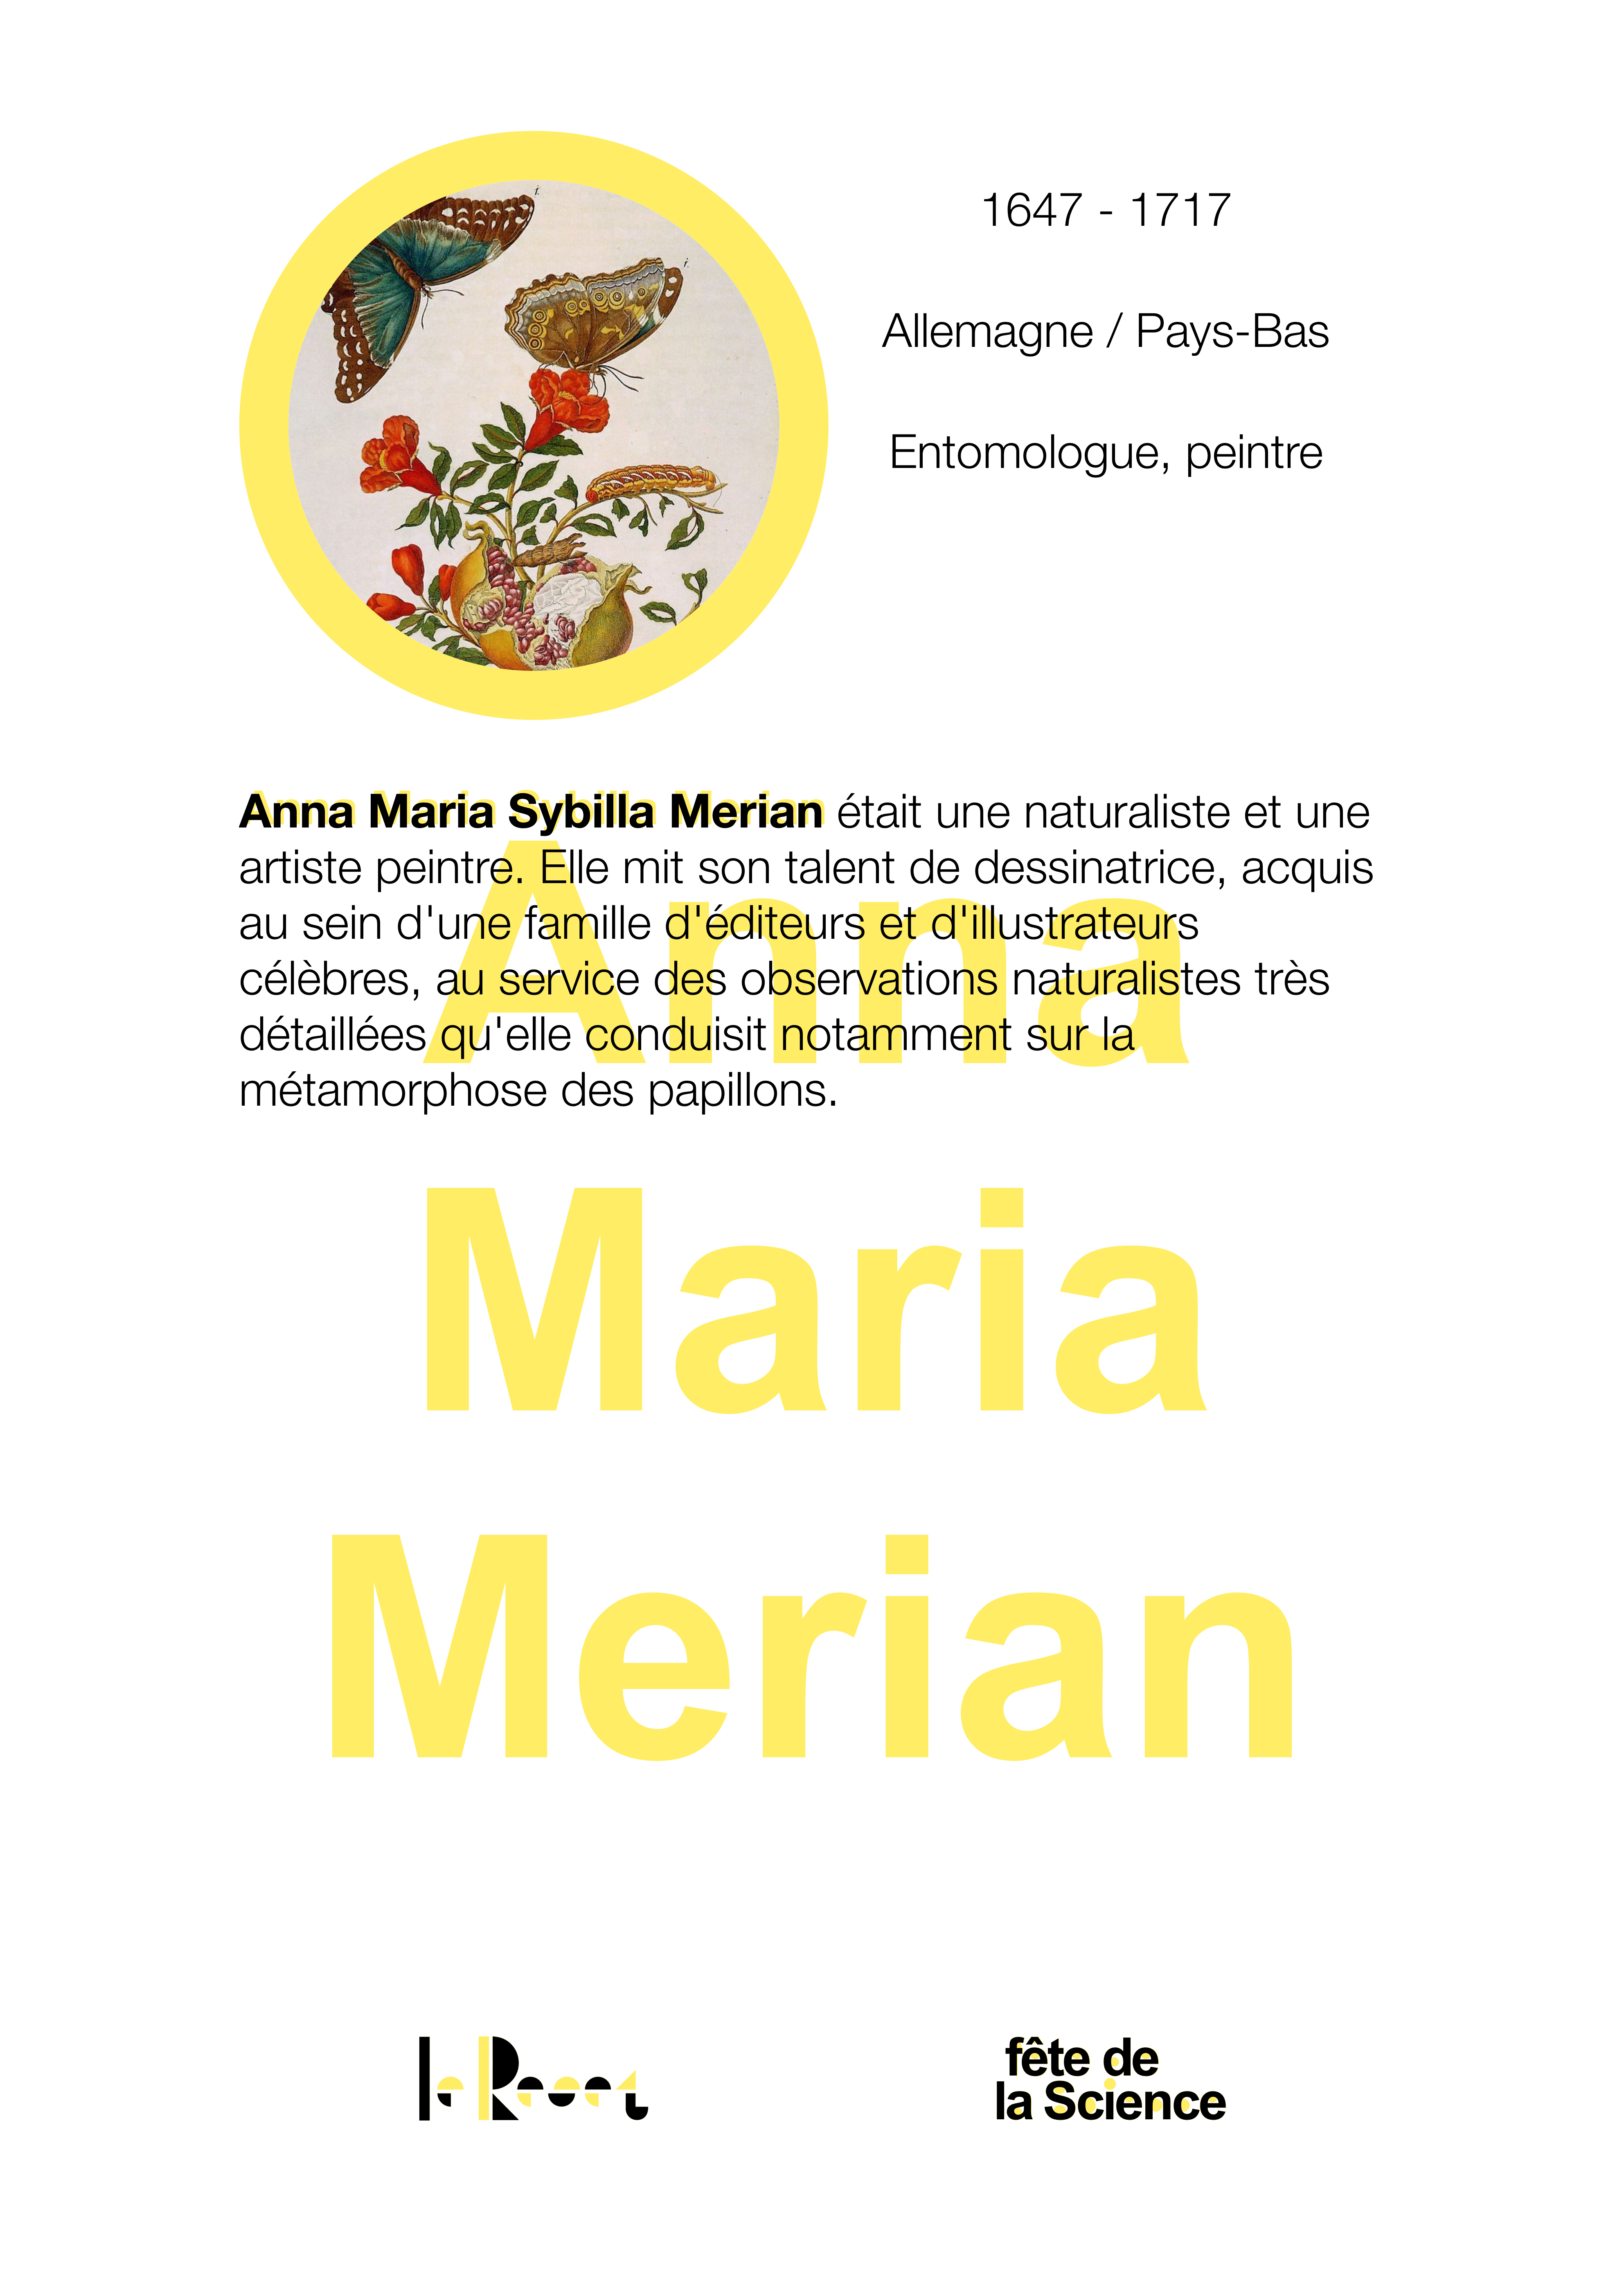 1647 - 1717
Allemagne / Pays-Bas
Entomologue, peintre
Anna Maria Sybilla Merian était une naturaliste et une
artiste peintre. Elle mit son talent de dessinatrice, acquis
au sein d'une famille d'éditeurs et d'illustrateurs
célèbres, au service des observations naturalistes très
détaillées qu'elle conduisit notamment sur la
métamorphose des papillons.
Anna
Maria
Merian
le Reset
fête de
la Science